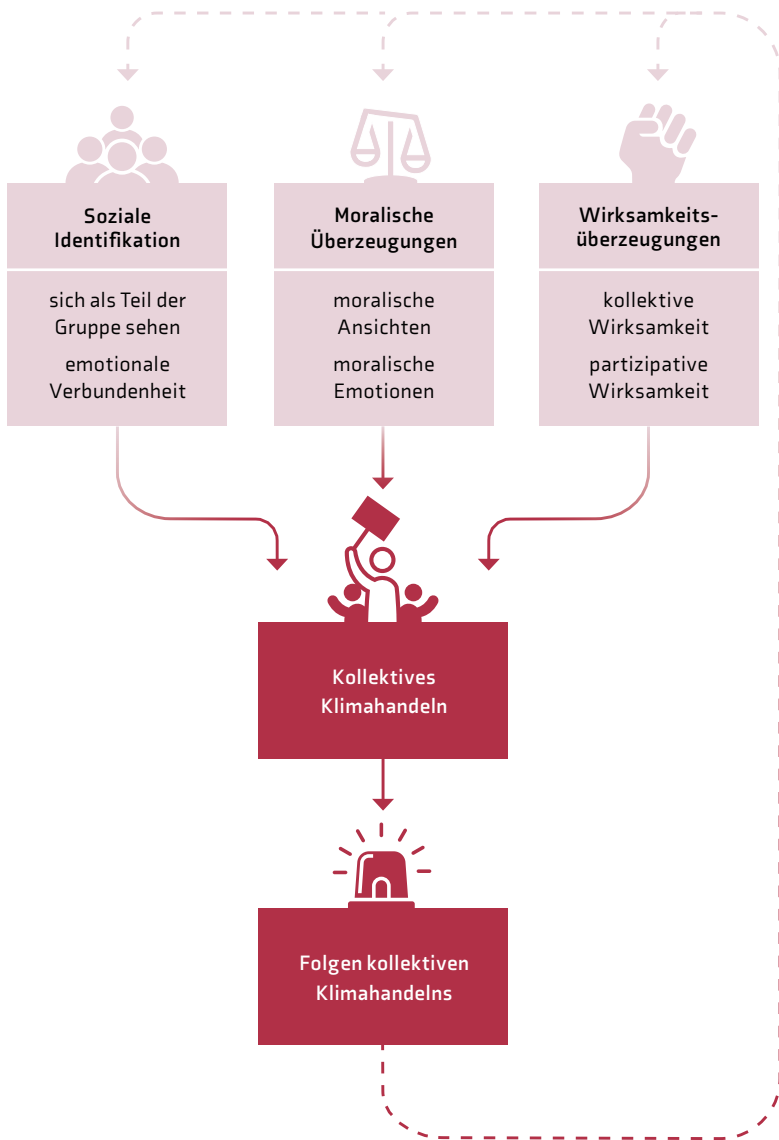 Soziale
Identifikation
sich als Teil der
Gruppe sehen
emotionale
Verbundenheit
Moralische
Überzeugungen
moralische
Ansichten
moralische
Emotionen
Wirksamkeits-
überzeugungen
kollektive
Wirksamkeit
partizipative
Wirksamkeit
Kollektives
Klimahandeln
Folgen kollektiven
Klimahandelns